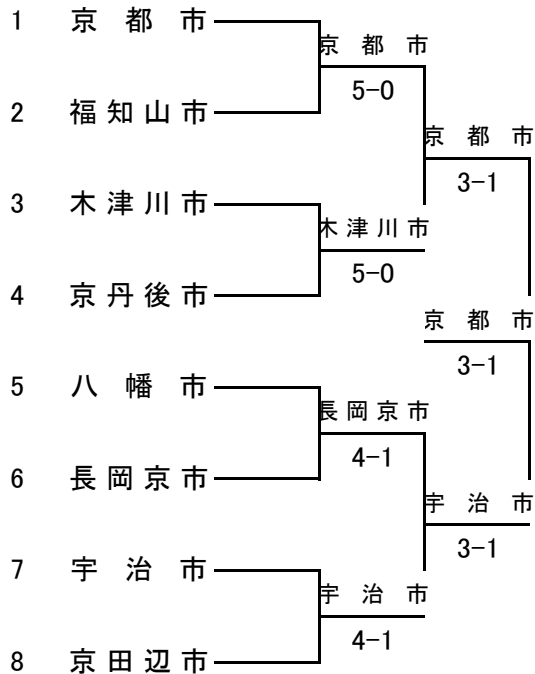 1 京都市
京都市
5-0
2 福知山市
京都市
3-1
3 木津川市
木津川市
5-0
4 京丹後市
京都市
3-1
5 八幡市
長岡京市
4-1
6 長岡京市
宇治市
3-1
7 宇治市
宇治市
4-1
8 京田辺市